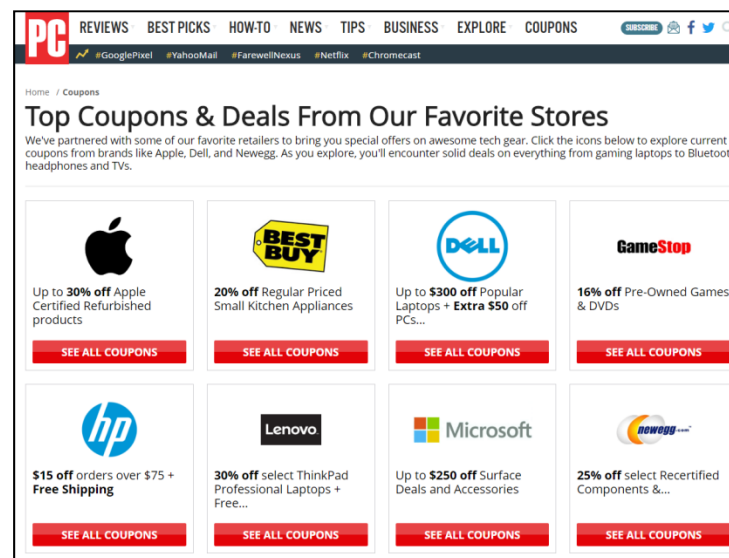 PC
REVIEWS BEST PICKS HOW-TO NEWS TIPS BUSINESS EXPLORE COUPONS SUBSCRIBE
#GooglePixel #YahooMail #FarewellNexus #Netflix #Chromecast
Home / Coupons
Top Coupons & Deals From Our Favorite Stores
We've partnered with some of our favorite retailers to bring you special offers on awesome tech gear. Click the icons below to explore current
coupons from brands like Apple, Dell, and Newegg. As you explore, you'll encounter solid deals on everything from gaming laptops to Bluetoot
headphones and TVs.
BEST BUY
DELL
GameStop
Up to 30% off Apple
Certified Refurbished
products
20% off Regular Priced
Small Kitchen Appliances
Up to $300 off Popular
Laptops + Extra $50 off
PCs...
16% off Pre-Owned Games
& DVDs
SEE ALL COUPONS
SEE ALL COUPONS
SEE ALL COUPONS
SEE ALL COUPONS
hp
Lenovo
Microsoft
newegg.com
$15 off orders over $75 +
Free Shipping
30% off select ThinkPad
Professional Laptops +
Free...
Up to $250 off Surface
Deals and Accessories
25% off select Recertified
Components &...
SEE ALL COUPONS
SEE ALL COUPONS
SEE ALL COUPONS
SEE ALL COUPONS